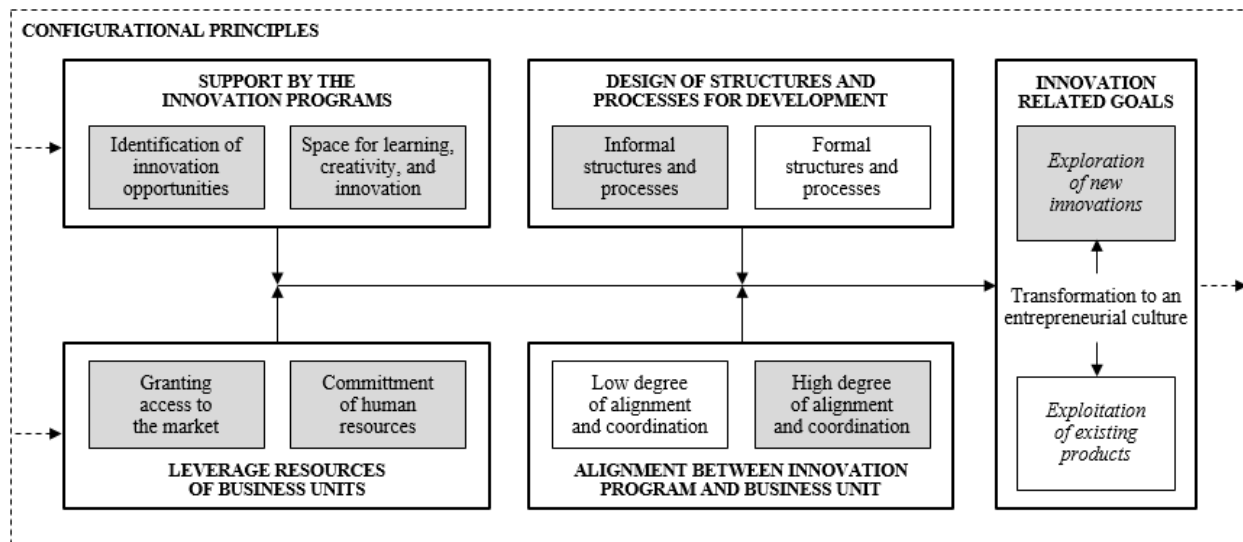 CONFIGURATIONAL PRINCIPLES
SUPPORT BY THE
INNOVATION PROGRAMS
Identification of
innovation
opportunities
Space for learning,
creativity, and
innovation
DESIGN OF STRUCTURES AND
PROCESSES FOR DEVELOPMENT
Informal
structures and
processes
Formal
structures and
processes
INNOVATION
RELATED GOALS
Exploration
of new
innovations
Transformation to an
entrepreneurial culture
Exploitation
of existing
products
Granting
access to
the market
Committment
of human
resources
LEVERAGE RESOURCES
OF BUSINESS UNITS
Low degree
of alignment
and coordination
High degree
of alignment
and coordination
ALIGNMENT BETWEEN INNOVATION
PROGRAM AND BUSINESS UNIT